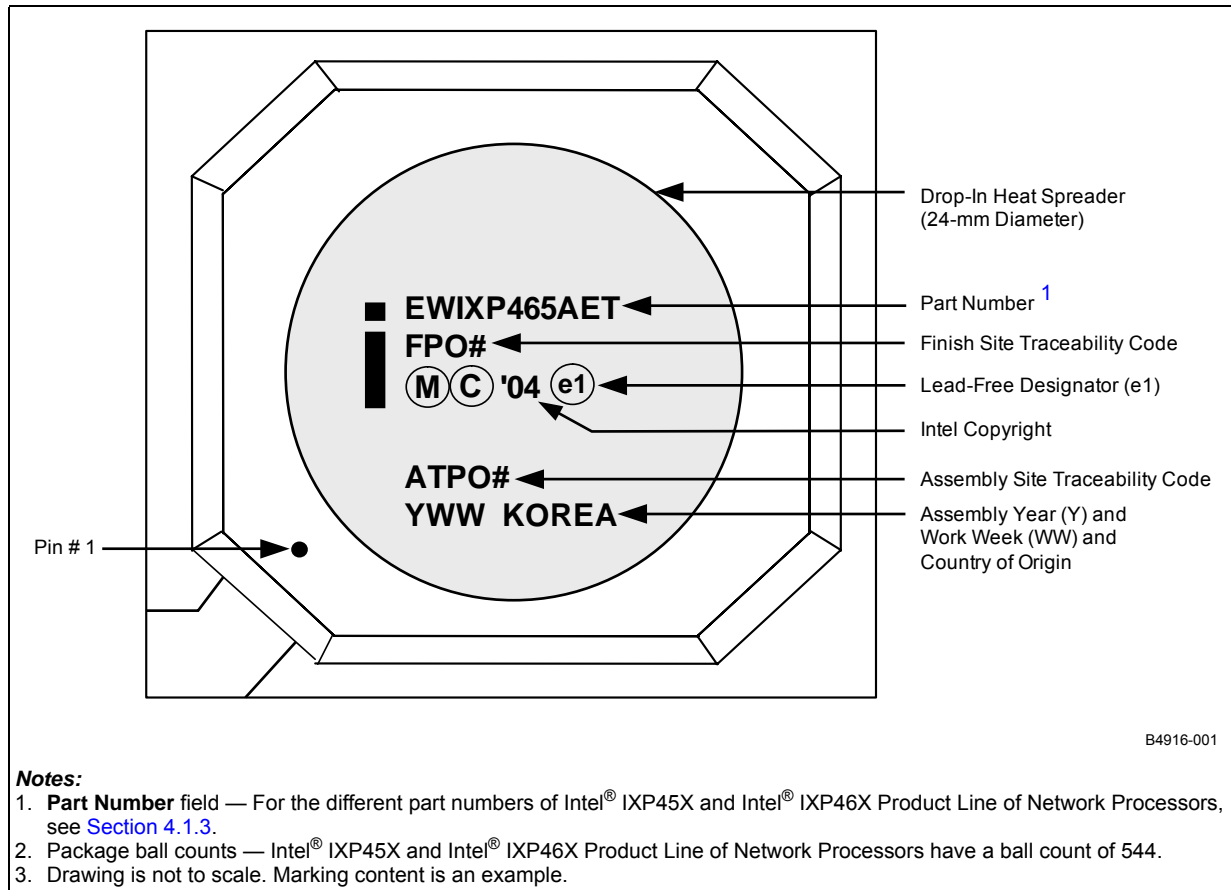 Drop-In Heat Spreader
(24-mm Diameter)
EWIXP465AET
Part Number 1
FPO#
Finish Site Traceability Code
M C '04 e1
Lead-Free Designator (e1)
Intel Copyright
ATPO#
Assembly Site Traceability Code
YWW KOREA
Assembly Year (Y) and
Work Week (WW) and
Country of Origin
Pin # 1
B4916-001
Notes:
1. Part Number field — For the different part numbers of Intel® IXP45X and Intel® IXP46X Product Line of Network Processors,
see Section 4.1.3.
2. Package ball counts — Intel® IXP45X and Intel® IXP46X Product Line of Network Processors have a ball count of 544.
3. Drawing is not to scale. Marking content is an example.